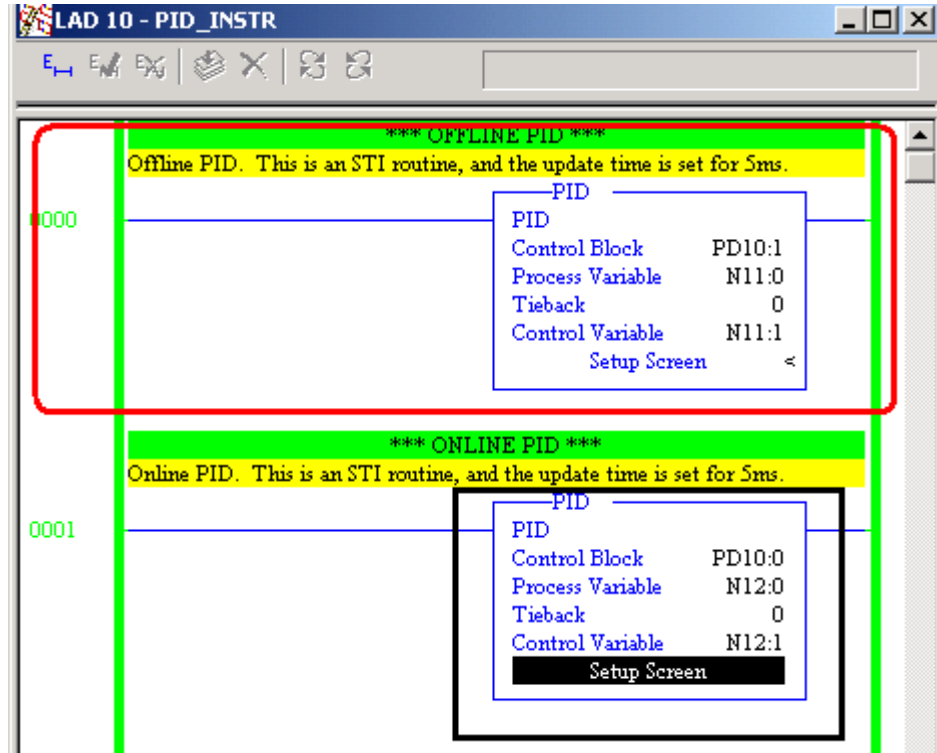 LAD 10 - PID_INSTR
*** OFFLINE PID ***
Offline PID. This is an STI routine, and the update time is set for 5ms.
0000
PID
PID
Control Block PD10:1
Process Variable N11:0
Tieback 0
Control Variable N11:1
Setup Screen <
*** ONLINE PID ***
Online PID. This is an STI routine, and the update time is set for 5ms.
0001
PID
PID
Control Block PD10:0
Process Variable N12:0
Tieback 0
Control Variable N12:1
Setup Screen